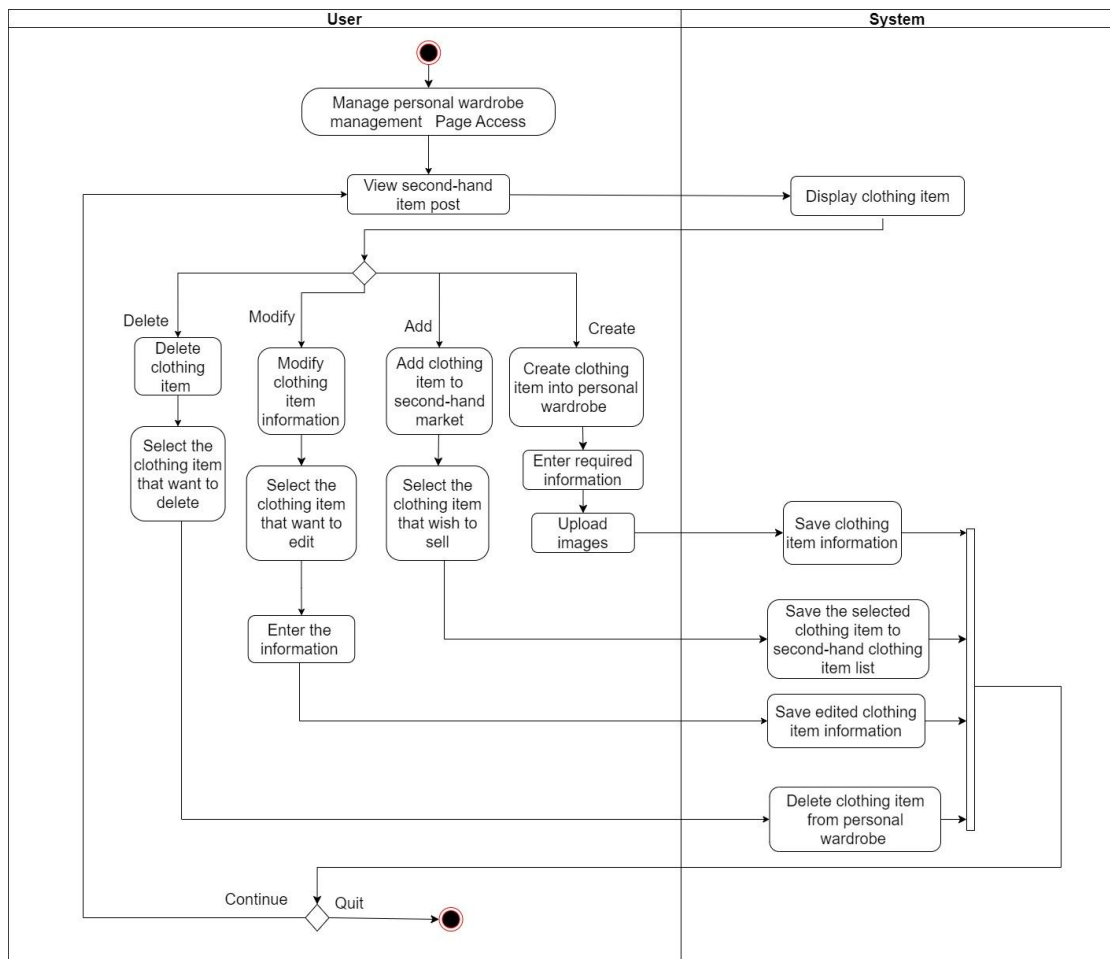 User
System
Manage personal wardrobe
management   Page Access
View second-hand
item post
Display clothing item
Delete
Modify
Add
Create
Delete
clothing
item
Modify
clothing
item
information
Add clothing
item to
second-hand
market
Create clothing
item into personal
wardrobe
Select the
clothing item
that want to
delete
Select the
clothing item
that want to
edit
Select the
clothing item
that wish to
sell
Enter required
information
Upload
images
Save clothing
item information
Enter the
information
Save the selected
clothing item to
second-hand clothing
item list
Save edited clothing
item information
Delete clothing item
from personal
wardrobe
Continue
Quit